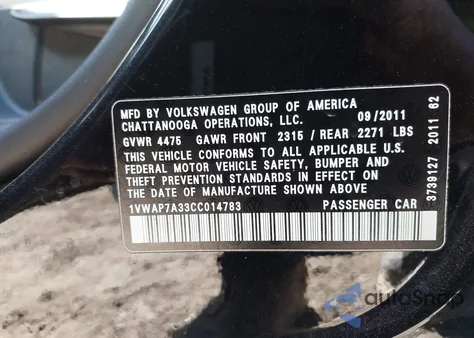 MFD BY VOLKSWAGEN GROUP OF AMERICA
CHATTANOOGA OPERATIONS, LLC. 09/2011
GVWR 4475 GAWR FRONT 2315 / REAR 2271 LBS
THIS VEHICLE CONFORMS TO ALL APPLICABLE U.S.
FEDERAL MOTOR VEHICLE SAFETY, BUMPER AND
THEFT PREVENTION STANDARDS IN EFFECT ON
THE DATE OF MANUFACTURE SHOWN ABOVE.
1VWAP7A33CC014783 PASSENGER CAR
3739127 2011 62
autoSnap